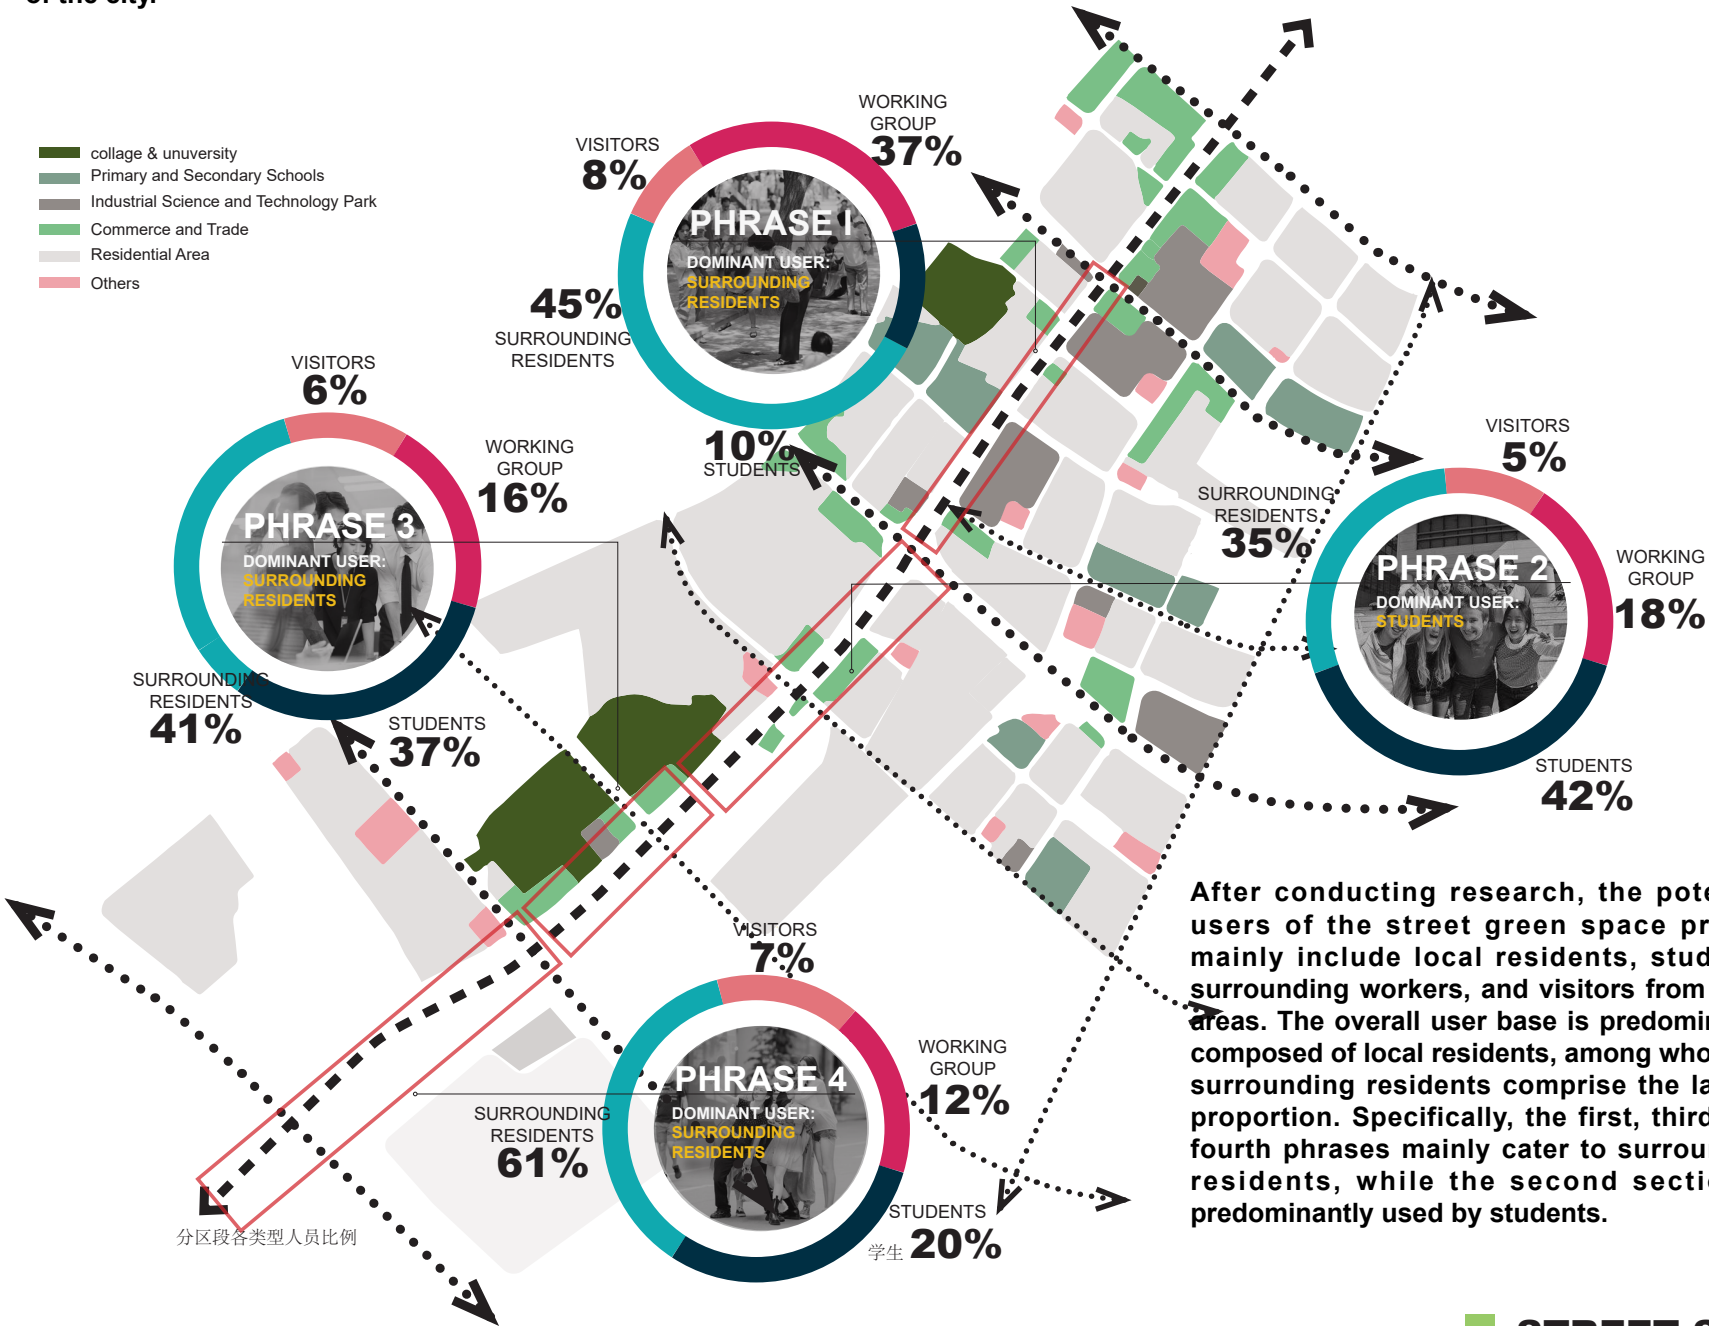 of the city.
collage & unuversity
Primary and Secondary Schools
Industrial Science and Technology Park
Commerce and Trade
Residential Area
Others
VISITORS
8%
WORKING
GROUP
37%
PHRASE I
DOMINANT USER:
SURROUNDING
RESIDENTS
45%
SURROUNDING
RESIDENTS
10%
STUDENTS
VISITORS
6%
WORKING
GROUP
16%
PHRASE 3
DOMINANT USER:
SURROUNDING
RESIDENTS
SURROUNDING
RESIDENTS
41%
STUDENTS
37%
VISITORS
5%
SURROUNDING
RESIDENTS
35%
WORKING
GROUP
18%
PHRASE 2
DOMINANT USER:
STUDENTS
STUDENTS
42%
VISITORS
7%
WORKING
GROUP
12%
PHRASE 4
DOMINANT USER:
SURROUNDING
RESIDENTS
SURROUNDING
RESIDENTS
61%
STUDENTS
学生 20%
分区段各类型人员比例
After conducting research, the pote
users of the street green space pr
mainly include local residents, stud
surrounding workers, and visitors from
areas. The overall user base is predomi
composed of local residents, among who
surrounding residents comprise the la
proportion. Specifically, the first, third
fourth phrases mainly cater to surrou
residents, while the second secti
predominantly used by students.